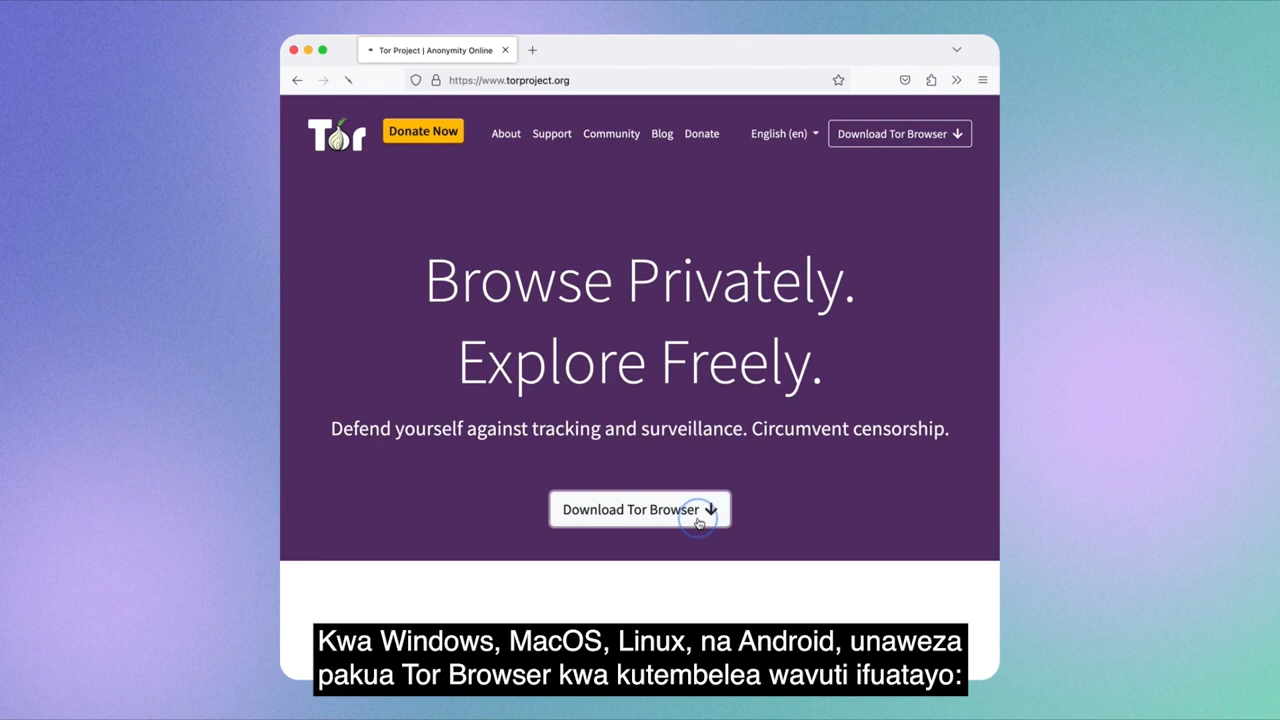 Tor Project | Anonymity Online
https://www.torproject.org
Tor
Donate Now
About
Support
Community
Blog
Donate
English (en)
Download Tor Browser
Browse Privately.
Explore Freely.
Defend yourself against tracking and surveillance. Circumvent censorship.
Download Tor Browser
Kwa Windows, MacOS, Linux, na Android, unaweza
pakua Tor Browser kwa kutembelea wavuti ifuatayo: